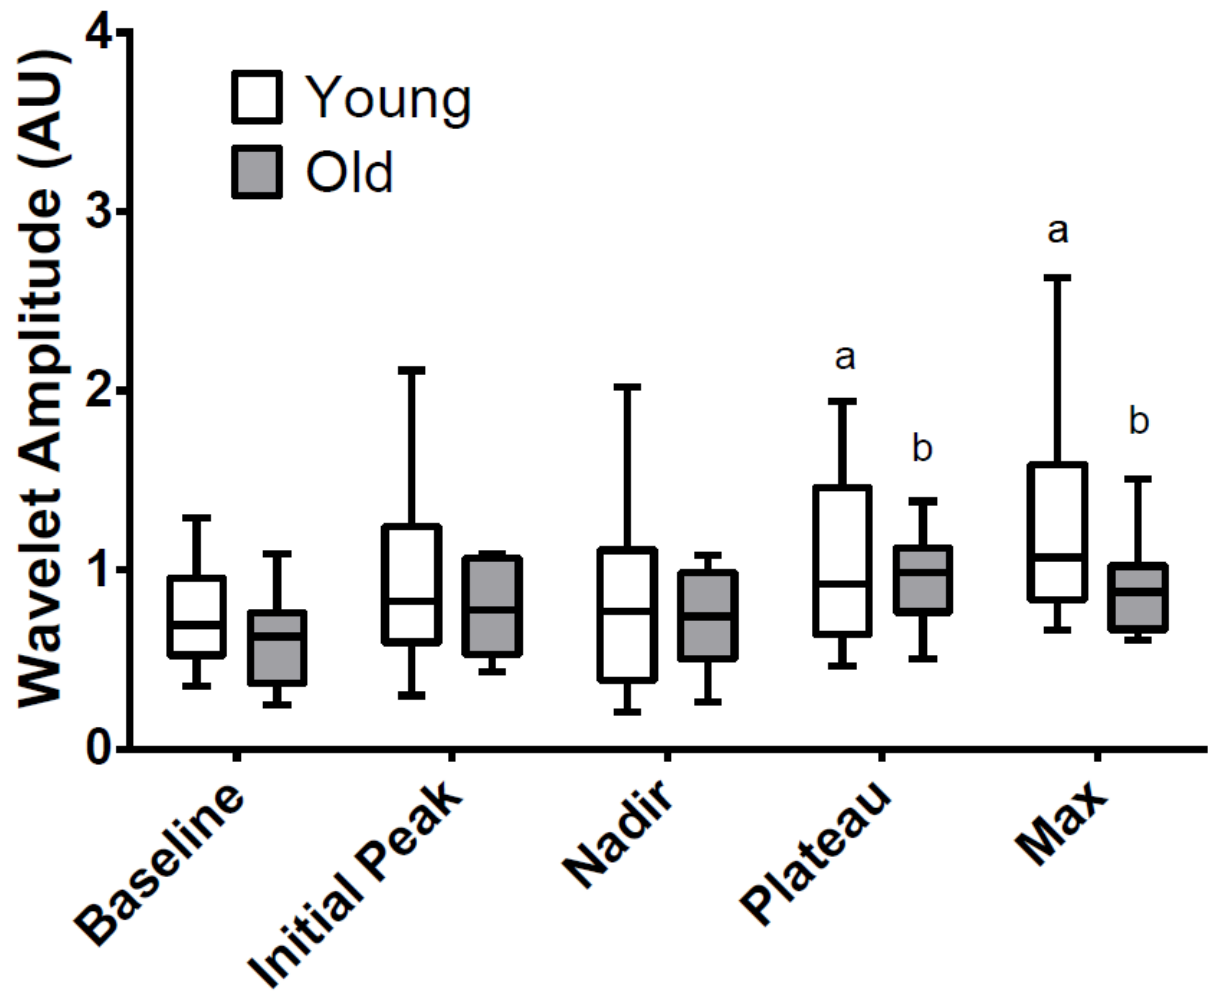 Wavelet Amplitude (AU)
4
3
2
1
0
Young
Old
a
b
a
b
Baseline
Initial Peak
Nadir
Plateau
Max